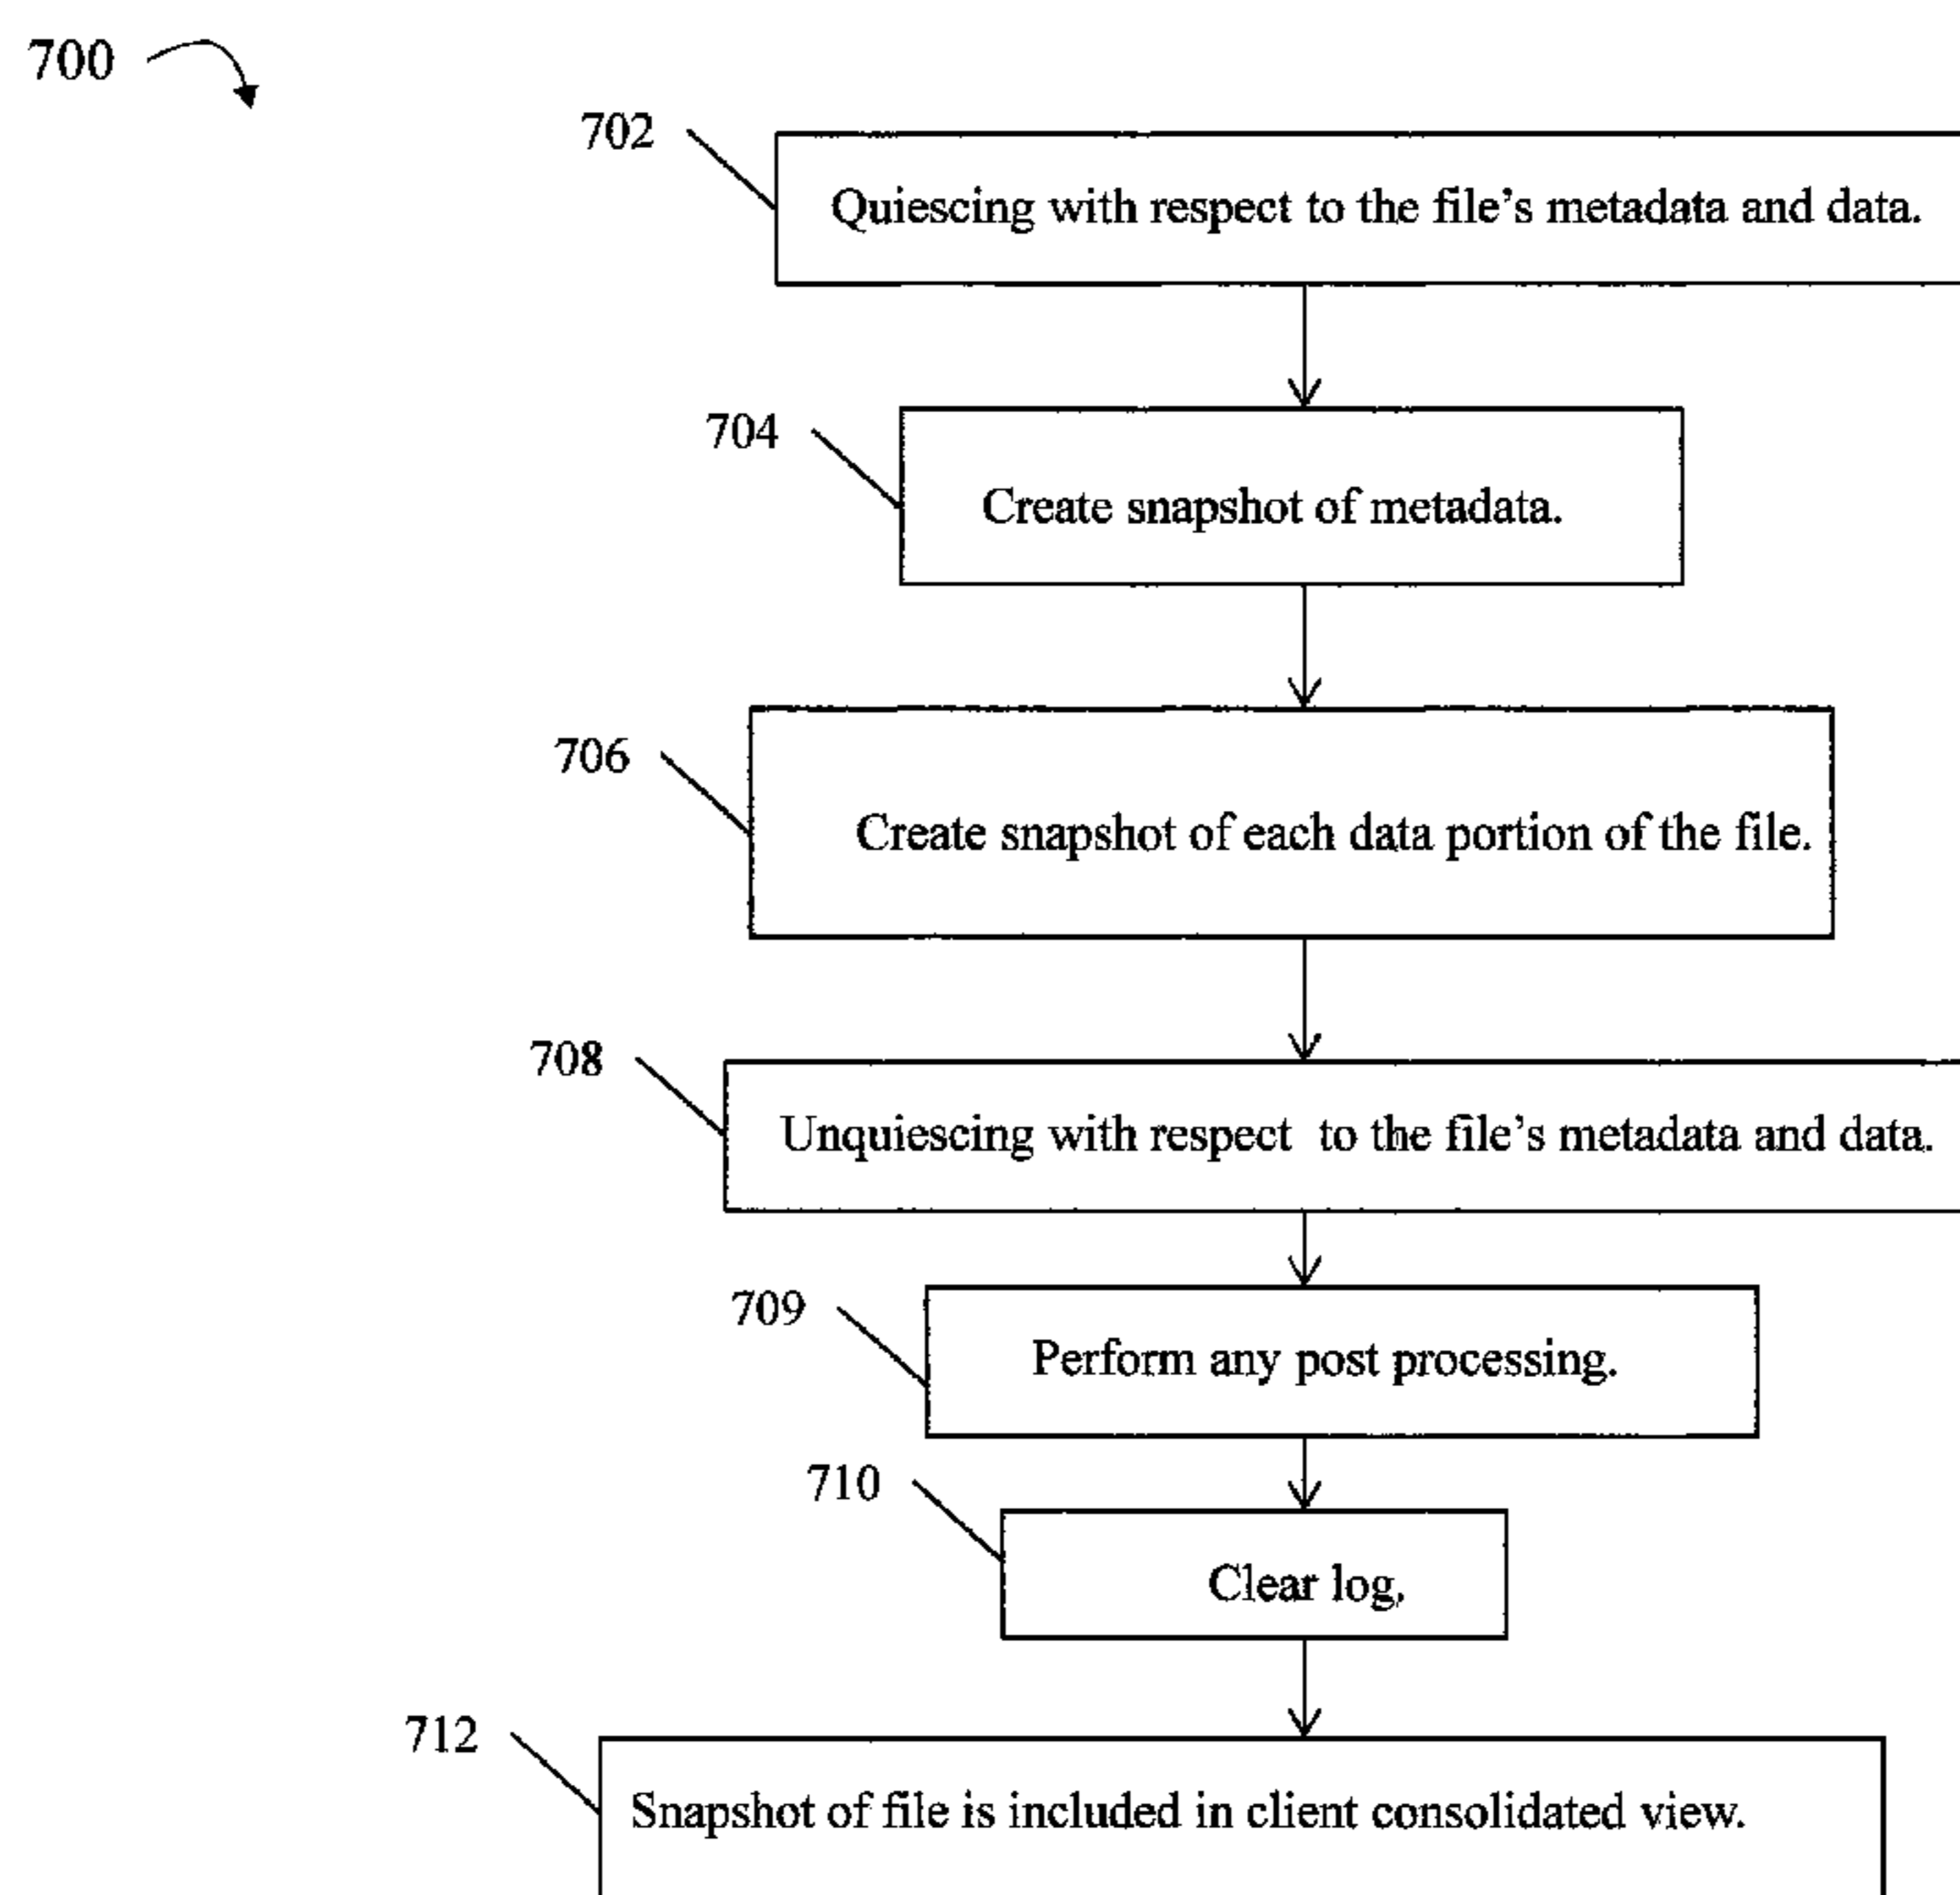 700
702
Quiescing with respect to the file's metadata and data.
704
Create snapshot of metadata.
706
Create snapshot of each data portion of the file.
708
Unquiescing with respect to the file's metadata and data.
709
Perform any post processing.
710
Clear log.
712
Snapshot of file is included in client consolidated view.